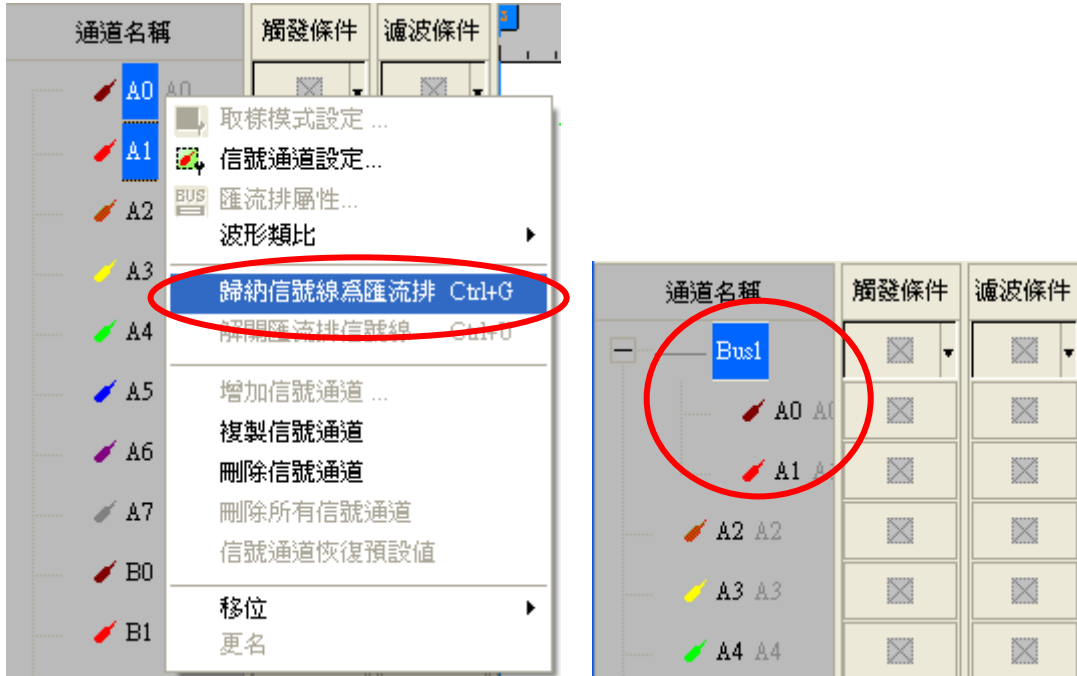 通道名稱 觸發條件 濾波條件
A0 A0
A1
A2
A3
A4
A5
A6
A7
B0
B1
取樣模式設定 ...
信號通道設定...
BUS 匯流排屬性...
波形類比
歸納信號線爲匯流排 Ctrl+G
解開匯流排信號線 Ctrl+U
增加信號通道 ...
複製信號通道
刪除信號通道
刪除所有信號通道
信號通道恢復預設値
移位
更名
通道名稱 觸發條件 濾波條件
Bus1
A0 A0
A1 A1
A2 A2
A3 A3
A4 A4